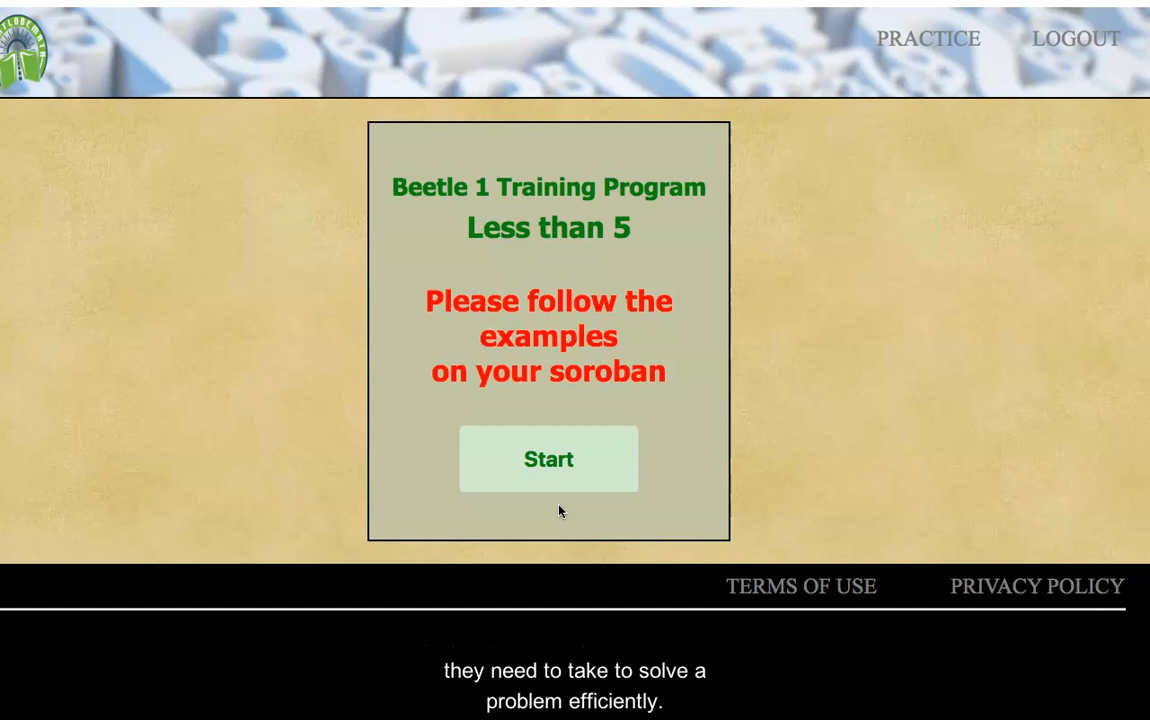 PRACTICE LOGOUT
Beetle 1 Training Program
Less than 5
Please follow the
examples
on your soroban
Start
TERMS OF USE PRIVACY POLICY
they need to take to solve a
problem efficiently.